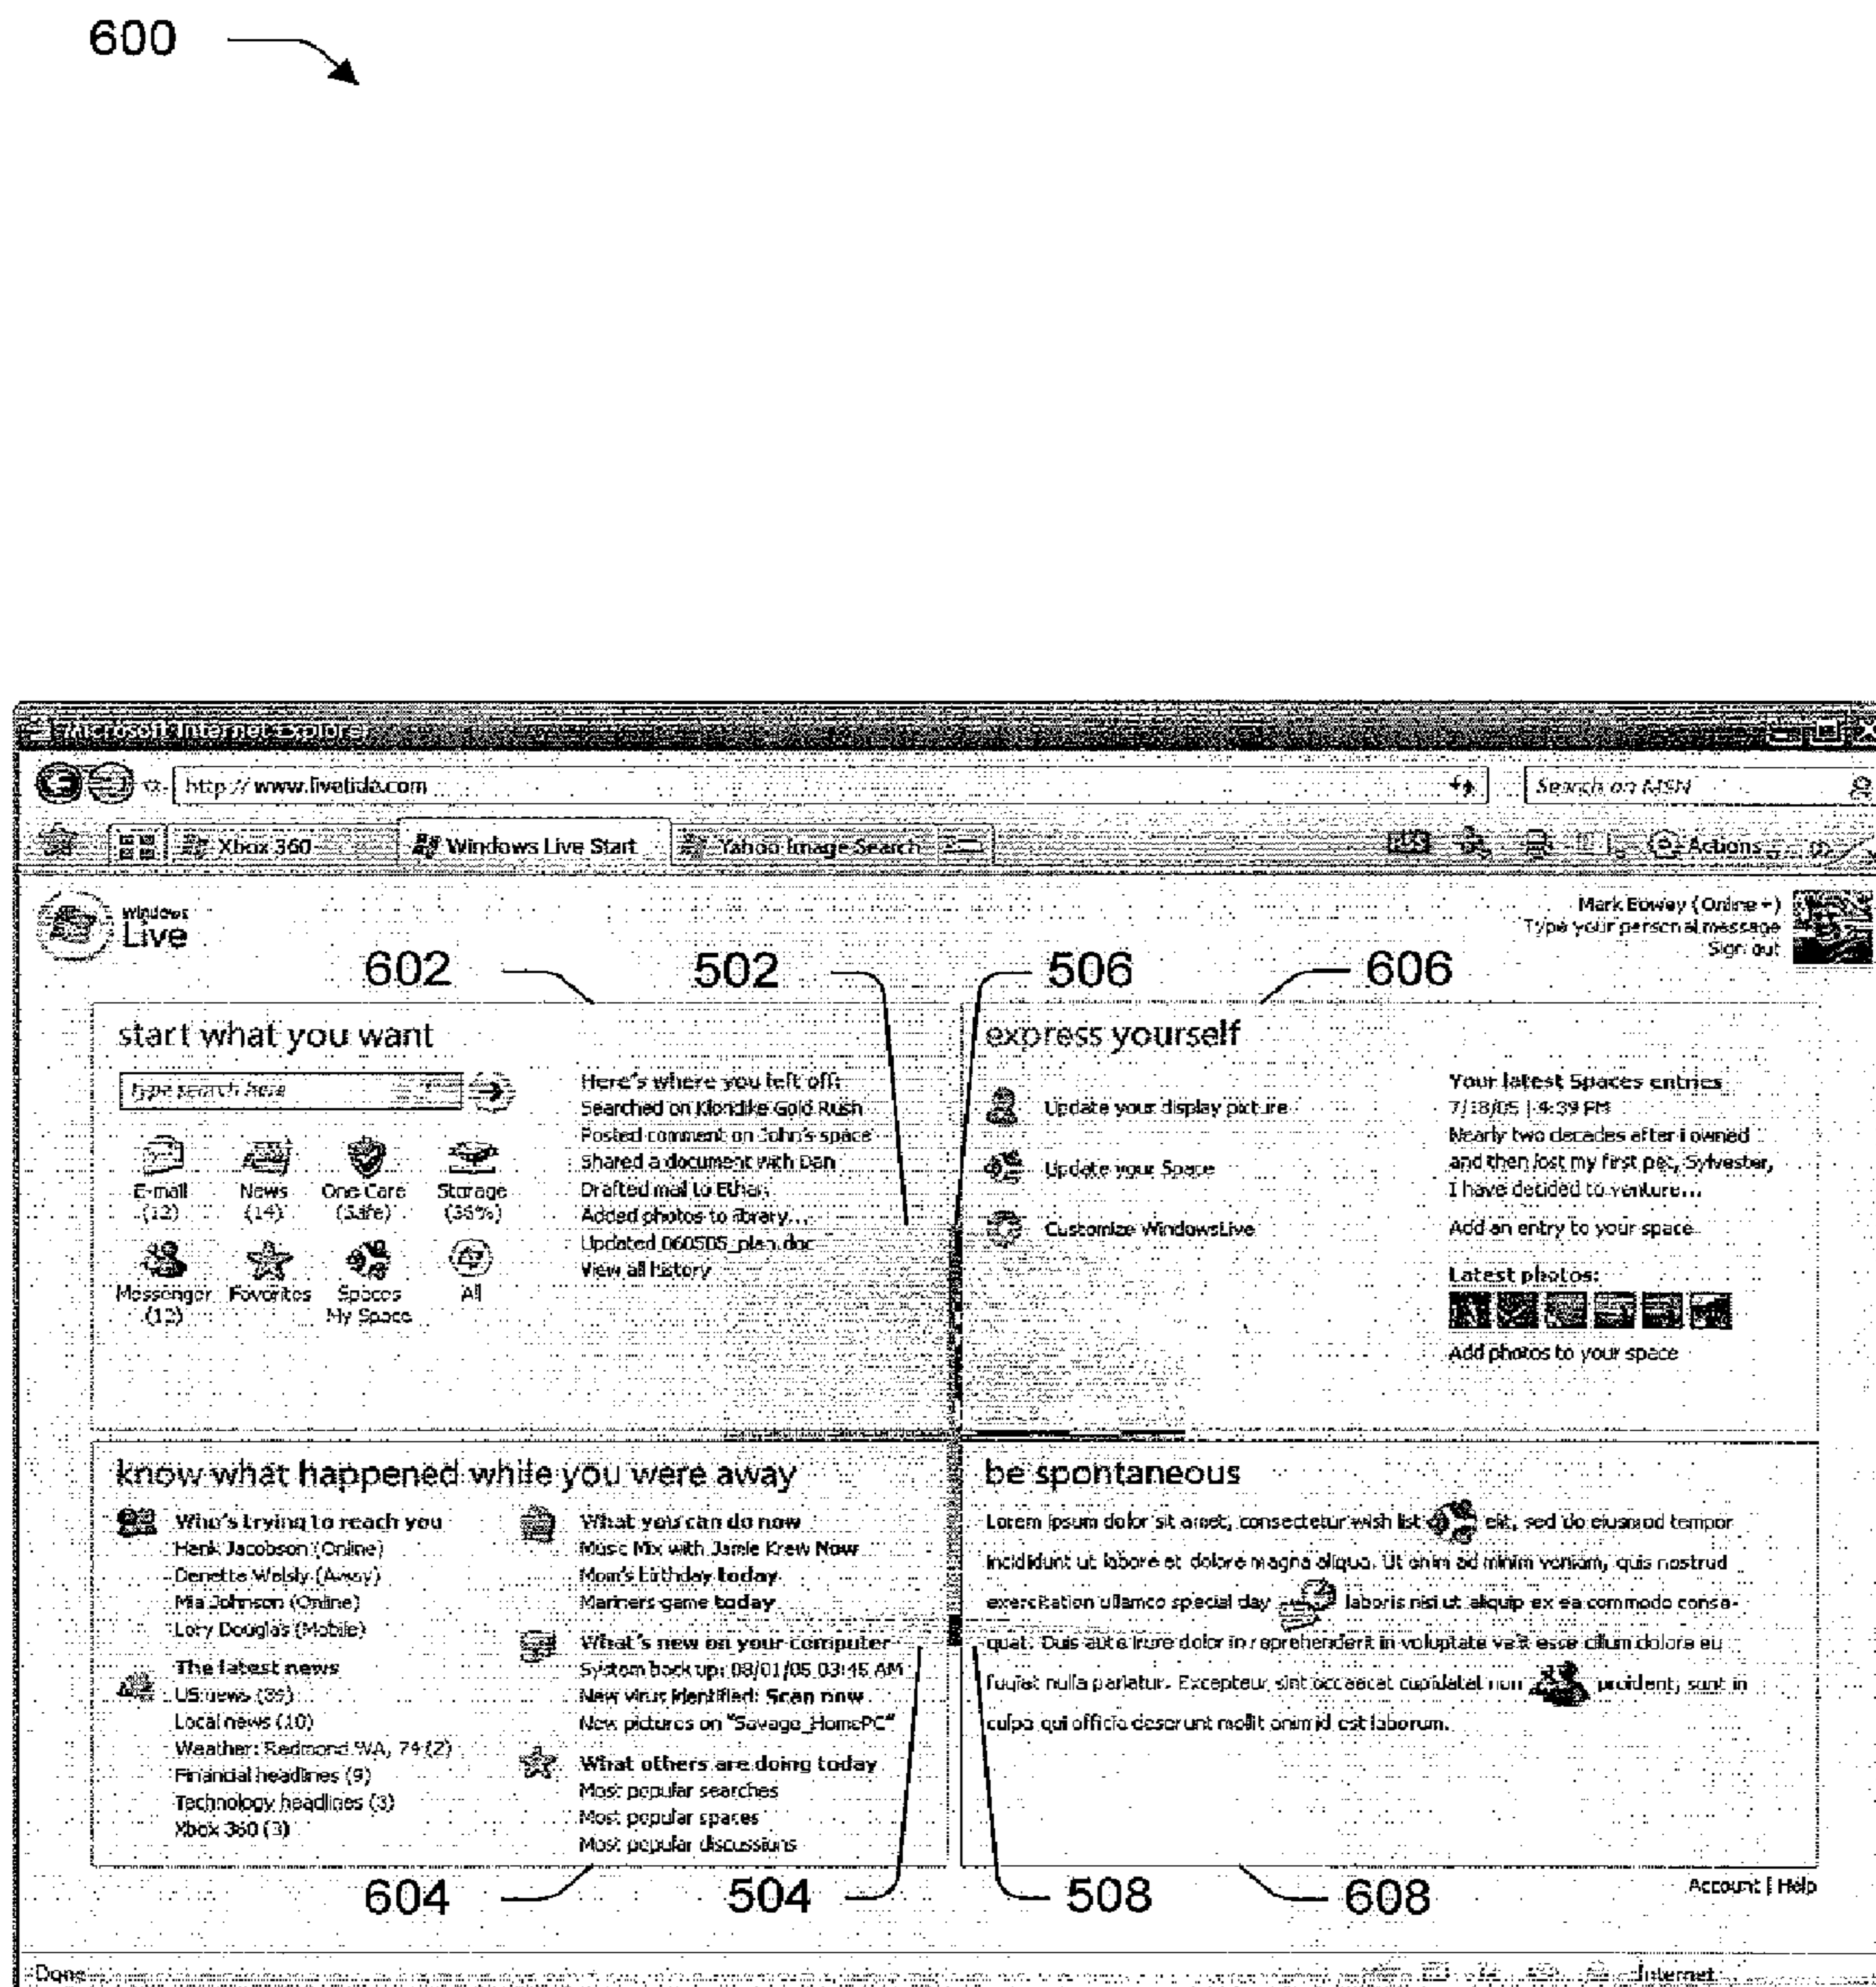 600
Microsoft Internet Explorer
http://www.livetida.com
Search on MSN
Xbox 360
Windows Live Start
Yahoo Image Search
Actions
Windows
Live
Mark (Online)
Type your personal message
Sign out
602
502
506
606
start what you want
Type search here
E-mail
(12)
News
(14)
One Care
(Safe)
Storage
(36%)
Messenger
(12)
Favorites
Spaces
My Space
All
Here's where you left off:
Searched on Klondike Gold Rush
Posted comment on John's space
Shared a document with Dan
Drafted mail to Ethan
Added photos to library...
Updated 060505_plan.doc
View all history
express yourself
Update your display picture
Update your Space
Customize WindowsLive
Your latest Spaces entries
7/18/05 | 4:39 PM
Nearly two decades after i owned
and then lost my first pet, Sylvester,
I have decided to venture...
Add an entry to your space
Latest photos:
Add photos to your space
know what happened while you were away
Who's trying to reach you
Hank Jacobson (Online)
Denette Welsly (Away)
Mia Johnson (Online)
Lory Douglas (Mobile)
The latest news
US news (39)
Local news (10)
Weather: Redmond WA, 74 (2)
Financial headlines (9)
Technology headlines (3)
Xbox 360 (3)
What you can do now
Music Mix with Jamie Krew Now
Mom's birthday today
Mariners game today
What's new on your computer
System back up: 08/01/05 03:45 AM
New virus identified: Scan now
New pictures on "Savage_HomePC"
What others are doing today
Most popular searches
Most popular spaces
Most popular discussions
be spontaneous
Lorem ipsum dolor sit amet, consectetur wish list elit, sed do eiusmod tempor
incididunt ut labore et dolore magna aliqua. Ut enim ad minim veniam, quis nostrud
exercitation ullamco special day laboris nisi ut aliquip ex ea commodo conse-
quat. Duis aute irure dolor in reprehenderit in voluptate velit esse cillum dolore eu
fugiat nulla pariatur. Excepteur sint occaecat cupidatat non proident, sunt in
culpa qui officia deserunt mollit anim id est laborum.
604
504
508
608
Account | Help
Done
Internet